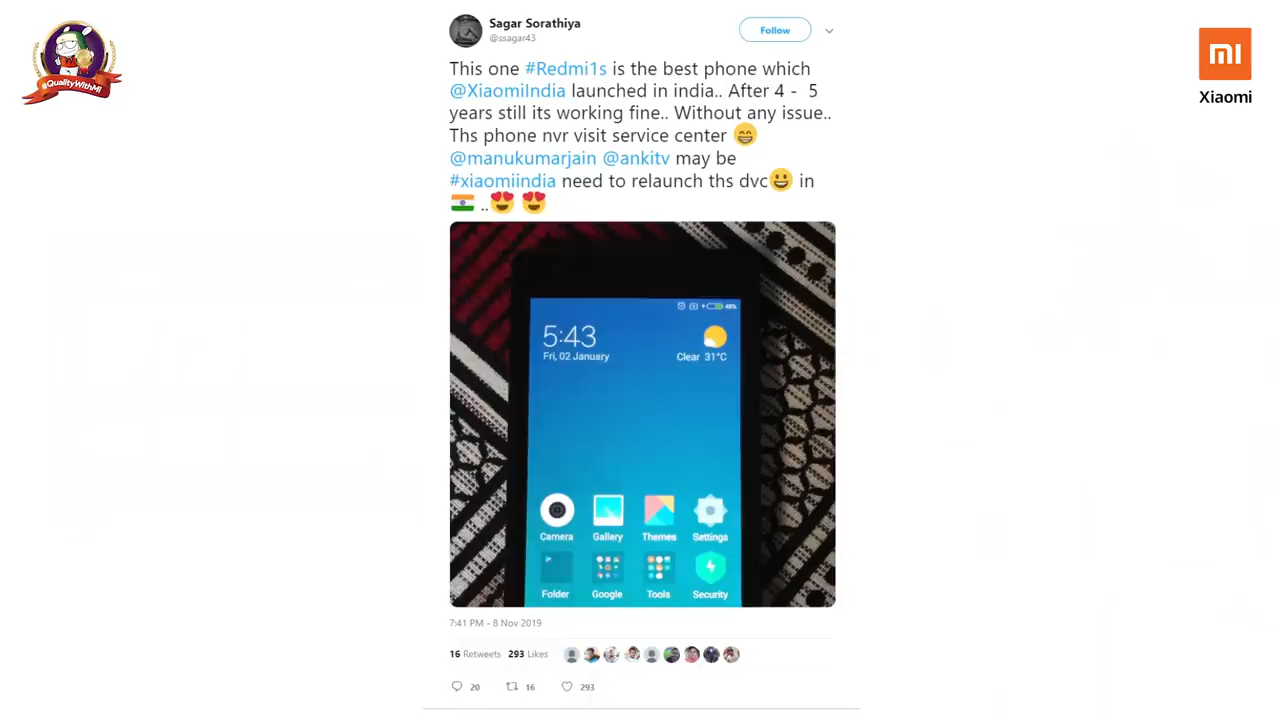 #QualityWithMi
mi
Xiaomi
Sagar Sorathiya
@ssagar43
Follow
This one #Redmi1s is the best phone which
@XiaomiIndia launched in india.. After 4 - 5
years still its working fine.. Without any issue..
Ths phone nvr visit service center 😁
@manukumarjain @ankitv may be
#xiaomiindia need to relaunch ths dvc😀 in
🇮🇳 ..😍 😍
48%
5:43
Fri, 02 January
Clear 31°C
Camera Gallery Themes Settings
Folder Google Tools Security
7:41 PM - 8 Nov 2019
16 Retweets 293 Likes
20 16 293